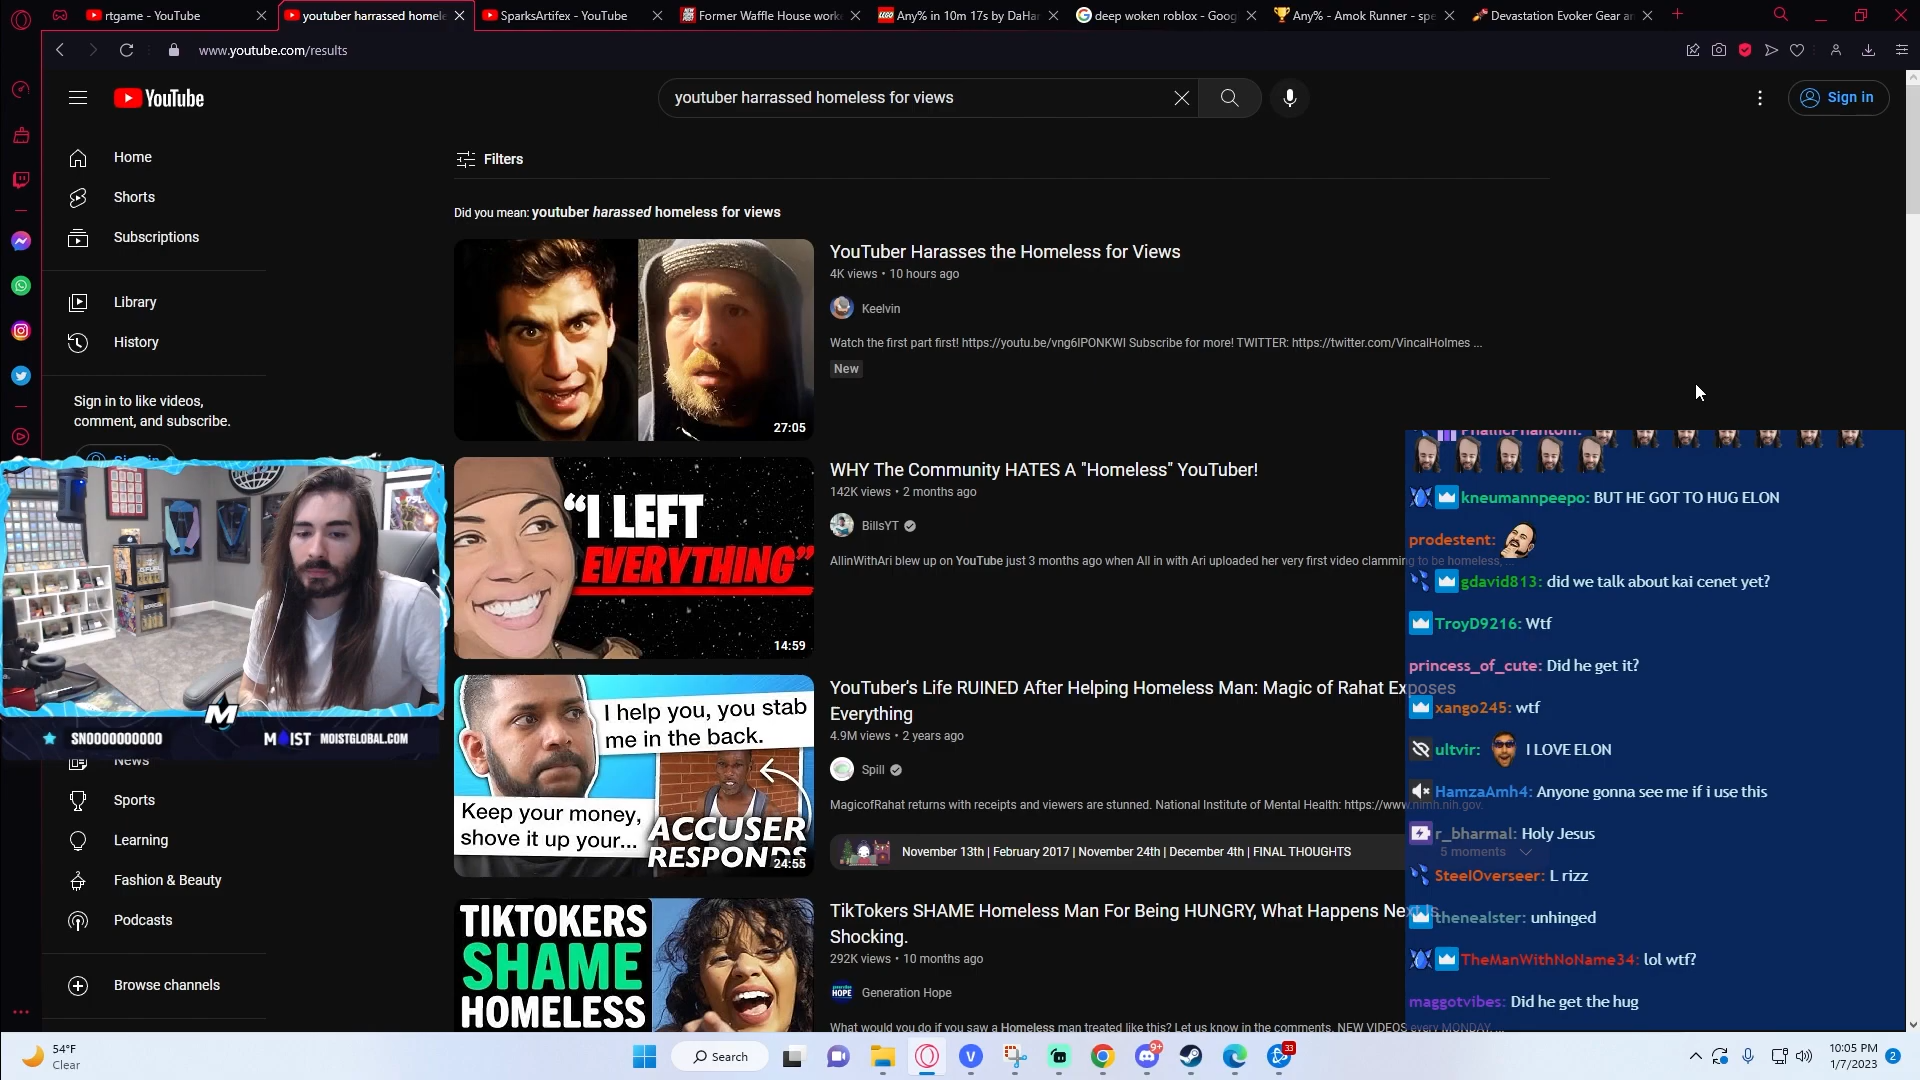 rtgame - YouTube
youtuber harrassed homele
SparksArtifex - YouTube
Former Waffle House work
Any% in 10m 17s by DaHar
deep woken roblox - Goog
Any% - Amok Runner - spe
Devastation Evoker Gear an
www.youtube.com/results
YouTube
youtuber harrassed homeless for views
Sign in
Home
Shorts
Subscriptions
Library
History
Sign in to like videos,
comment, and subscribe.
News
Sports
Learning
Fashion & Beauty
Podcasts
Browse channels
Filters
Did you mean: youtuber harassed homeless for views
27:05
YouTuber Harasses the Homeless for Views
4K views • 10 hours ago
Keelvin
Watch the first part first! https://youtu.be/vng6IPONKWI Subscribe for more! TWITTER: https://twitter.com/VincalHolmes ...
New
"I LEFT
EVERYTHING"
14:59
WHY The Community HATES A "Homeless" YouTuber!
142K views • 2 months ago
BillsYT
AllinWithAri blew up on YouTube just 3 months ago when All in with Ari uploaded her very first video clamming to be homeless, ...
I help you, you stab
me in the back.
Keep your money,
shove it up your...
ACCUSER
RESPONDS
24:55
YouTuber's Life RUINED After Helping Homeless Man: Magic of Rahat Exposes
Everything
4.9M views • 2 years ago
Spill
MagicofRahat returns with receipts and viewers are stunned. National Institute of Mental Health: https://www.nimh.nih.gov.
November 13th | February 2017 | November 24th | December 4th | FINAL THOUGHTS
5 moments
TIKTOKERS
SHAME
HOMELESS
TikTokers SHAME Homeless Man For Being HUNGRY, What Happens Next Is
Shocking.
292K views • 10 months ago
HOPE
Generation Hope
What would you do if you saw a Homeless man treated like this? Let us know in the comments. NEW VIDEOS every MONDAY, ...
M
SNOOOOOOOOO
MOIST
MOISTGLOBAL.COM
PhallicPhantom:
kneumannpeepo: BUT HE GOT TO HUG ELON
prodestent:
gdavid813: did we talk about kai cenet yet?
TroyD9216: Wtf
princess_of_cute: Did he get it?
xango245: wtf
ultvir: I LOVE ELON
HamzaAmh4: Anyone gonna see me if i use this
r_bharmal: Holy Jesus
SteelOverseer: L rizz
thenealster: unhinged
TheManWithNoName34: lol wtf?
maggotvibes: Did he get the hug
54°F
Clear
Search
9+
33
10:05 PM
1/7/2023
2